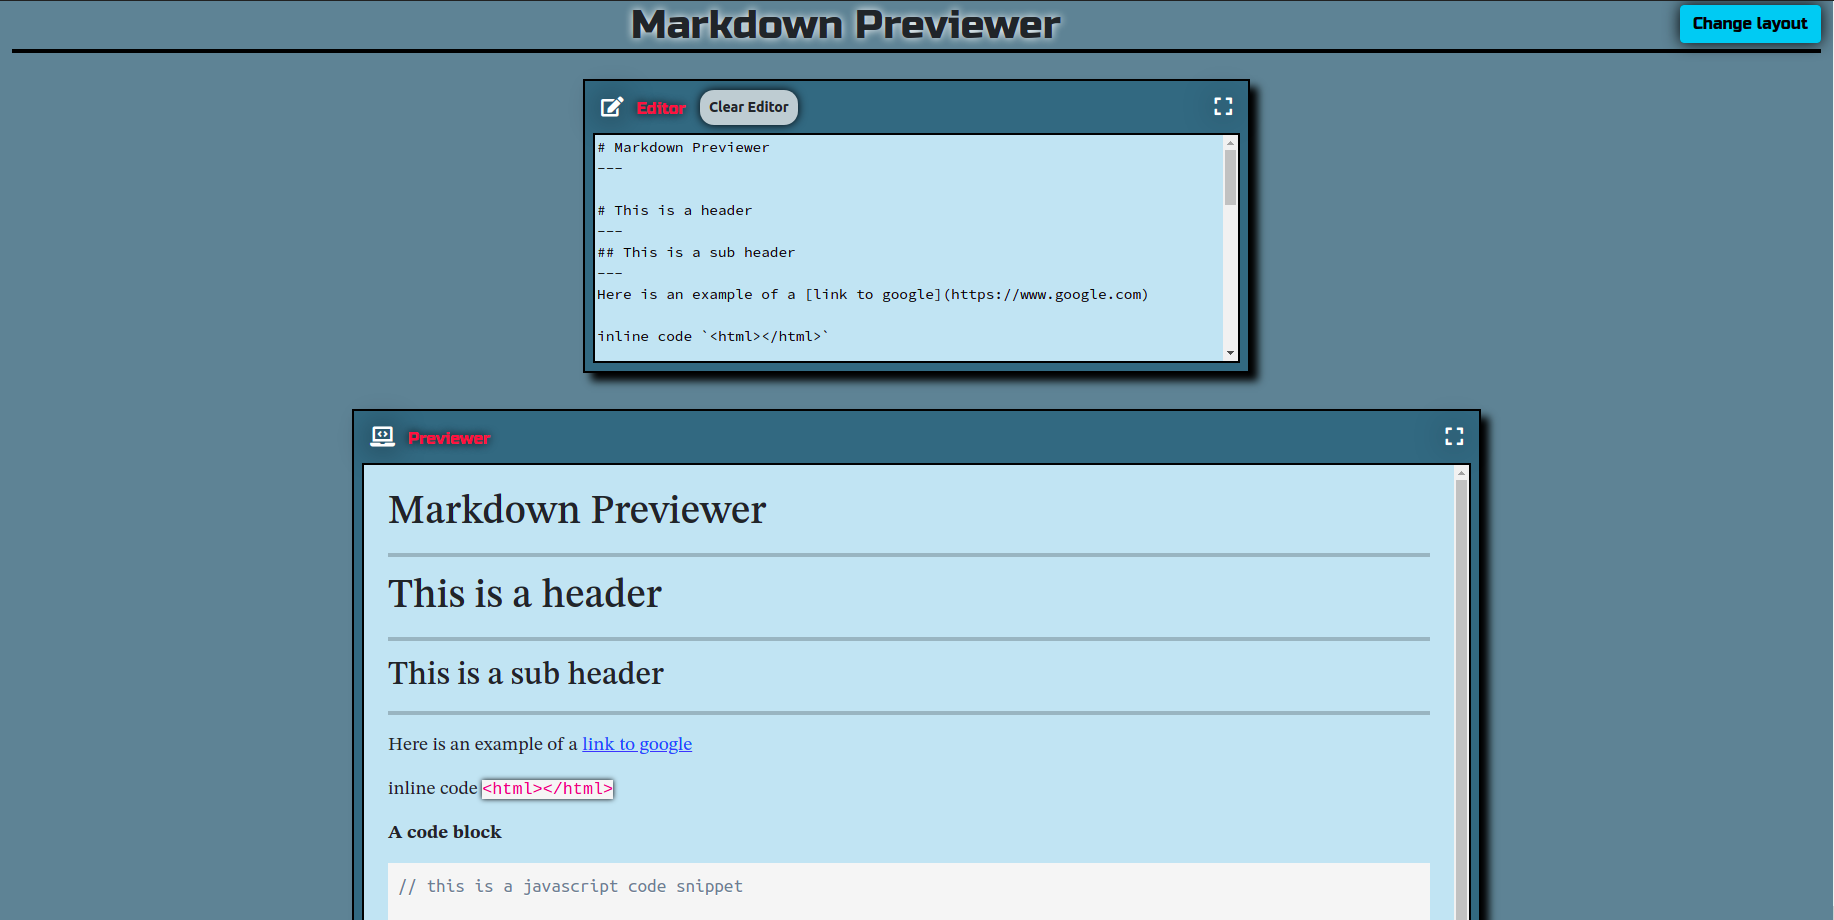 Markdown Previewer
Change layout
Editor
Clear Editor
# Markdown Previewer
---
# This is a header
---
## This is a sub header
---
Here is an example of a [link to google](https://www.google.com)
inline code `<html></html>`
Previewer
Markdown Previewer
This is a header
This is a sub header
Here is an example of a link to google
inline code <html></html>
A code block
// this is a javascript code snippet